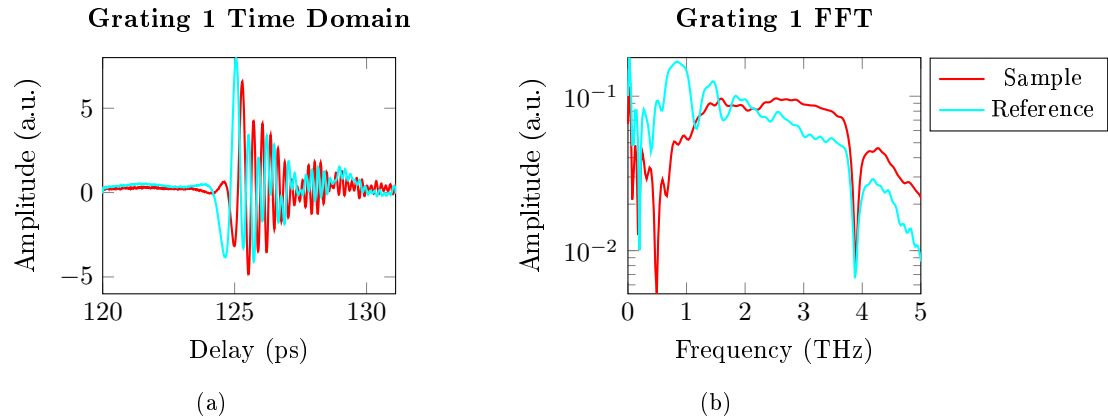 Grating 1 Time Domain
5
0
−5
120
125
130
Amplitude (a.u.)
Delay (ps)
(a)
Grating 1 FFT
10⁻¹
10⁻²
0
1
2
3
4
5
Amplitude (a.u.)
Frequency (THz)
(b)
Sample
Reference